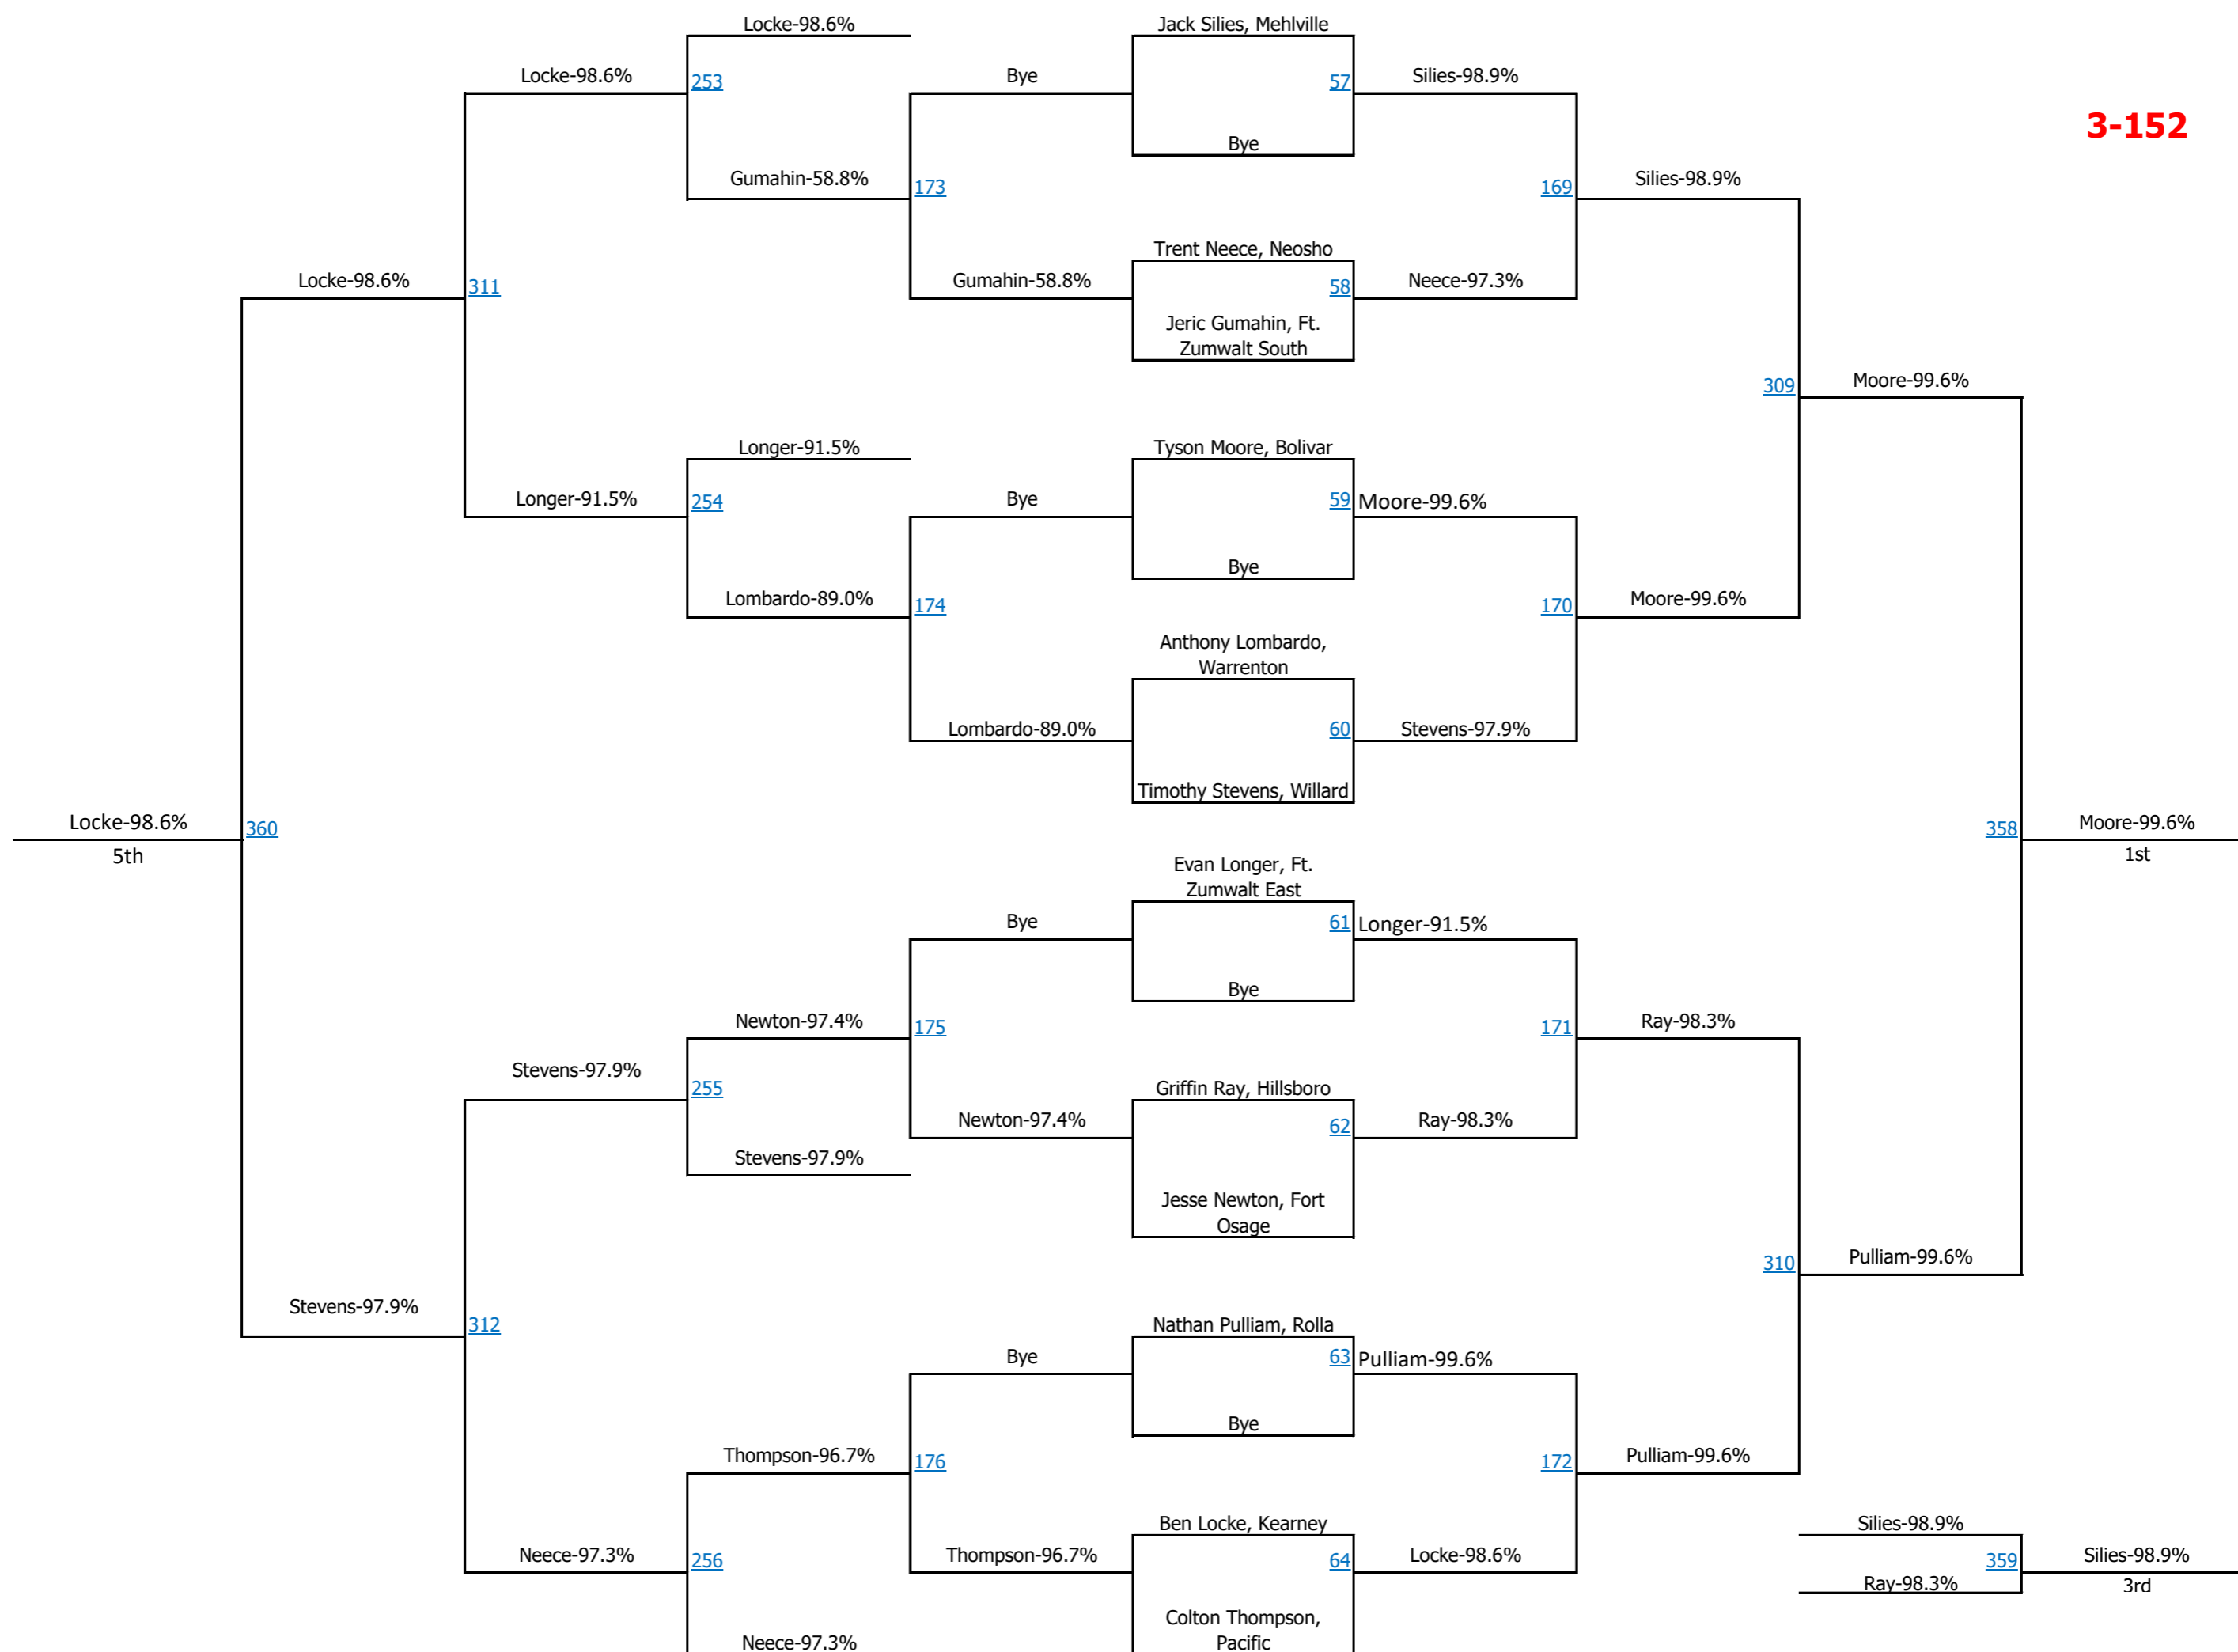 Locke-98.6%
Jack Silies, Mehlville
Locke-98.6%
253
Bye
57
Silies-98.9%
3-152
Bye
Gumahin-58.8%
173
169
Silies-98.9%
Trent Neece, Neosho
Locke-98.6%
311
Gumahin-58.8%
58
Neece-97.3%
Jeric Gumahin, Ft.
Zumwalt South
309
Moore-99.6%
Longer-91.5%
Tyson Moore, Bolivar
Longer-91.5%
254
Bye
59
Moore-99.6%
Bye
Lombardo-89.0%
174
170
Moore-99.6%
Anthony Lombardo,
Warrenton
Lombardo-89.0%
60
Stevens-97.9%
Timothy Stevens, Willard
Locke-98.6%
360
358
Moore-99.6%
5th
1st
Evan Longer, Ft.
Zumwalt East
Bye
61
Longer-91.5%
Bye
Newton-97.4%
175
171
Ray-98.3%
Stevens-97.9%
255
Griffin Ray, Hillsboro
Newton-97.4%
62
Ray-98.3%
Stevens-97.9%
Jesse Newton, Fort
Osage
310
Pulliam-99.6%
Stevens-97.9%
312
Nathan Pulliam, Rolla
Bye
63
Pulliam-99.6%
Bye
Thompson-96.7%
176
172
Pulliam-99.6%
Ben Locke, Kearney
Silies-98.9%
Neece-97.3%
256
Thompson-96.7%
64
Locke-98.6%
359
Silies-98.9%
Ray-98.3%
3rd
Colton Thompson,
Pacific
Neece-97.3%